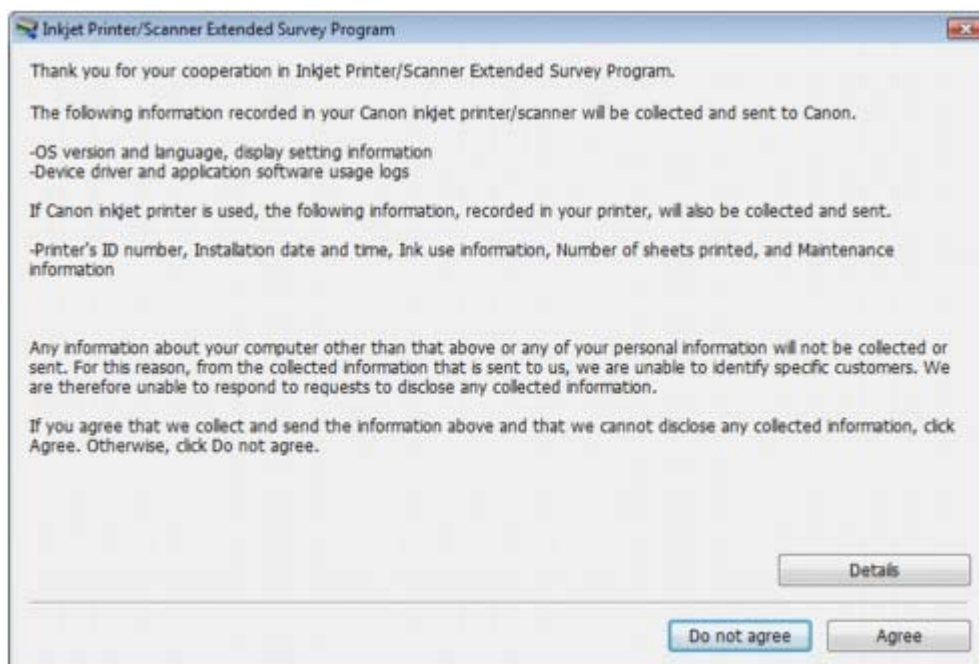 Inkjet Printer/Scanner Extended Survey Program
Thank you for your cooperation in Inkjet Printer/Scanner Extended Survey Program.
The following information recorded in your Canon inkjet printer/scanner will be collected and sent to Canon.
-OS version and language, display setting information
-Device driver and application software usage logs
If Canon inkjet printer is used, the following information, recorded in your printer, will also be collected and sent.
-Printer's ID number, Installation date and time, Ink use information, Number of sheets printed, and Maintenance
information
Any information about your computer other than that above or any of your personal information will not be collected or
sent. For this reason, from the collected information that is sent to us, we are unable to identify specific customers. We
are therefore unable to respond to requests to disclose any collected information.
If you agree that we collect and send the information above and that we cannot disclose any collected information, click
Agree. Otherwise, click Do not agree.
Details
Do not agree Agree